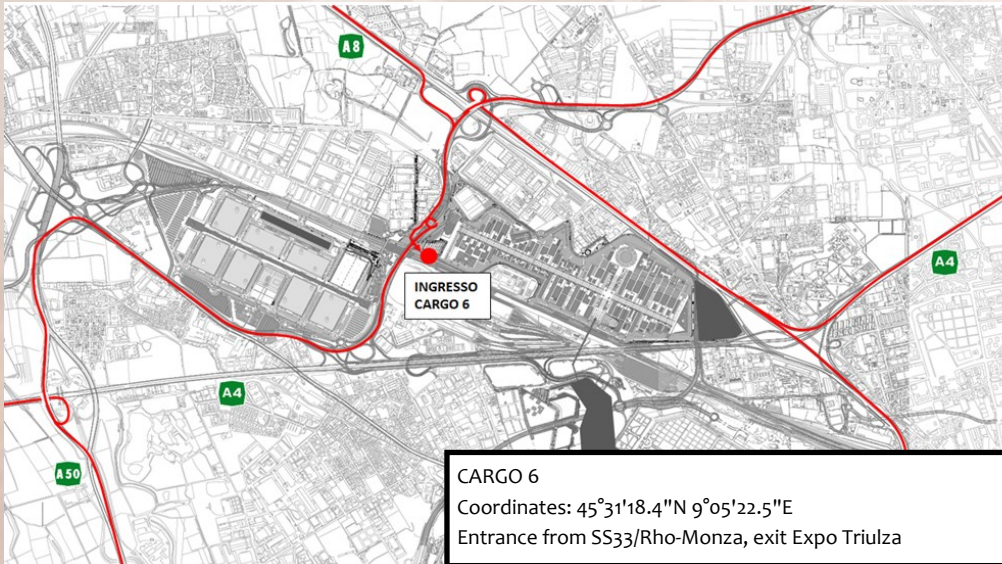 A8
A4
INGRESSO
CARGO 6
A4
A50
CARGO 6
Coordinates: 45°31'18.4"N 9°05'22.5"E
Entrance from SS33/Rho-Monza, exit Expo Triulza